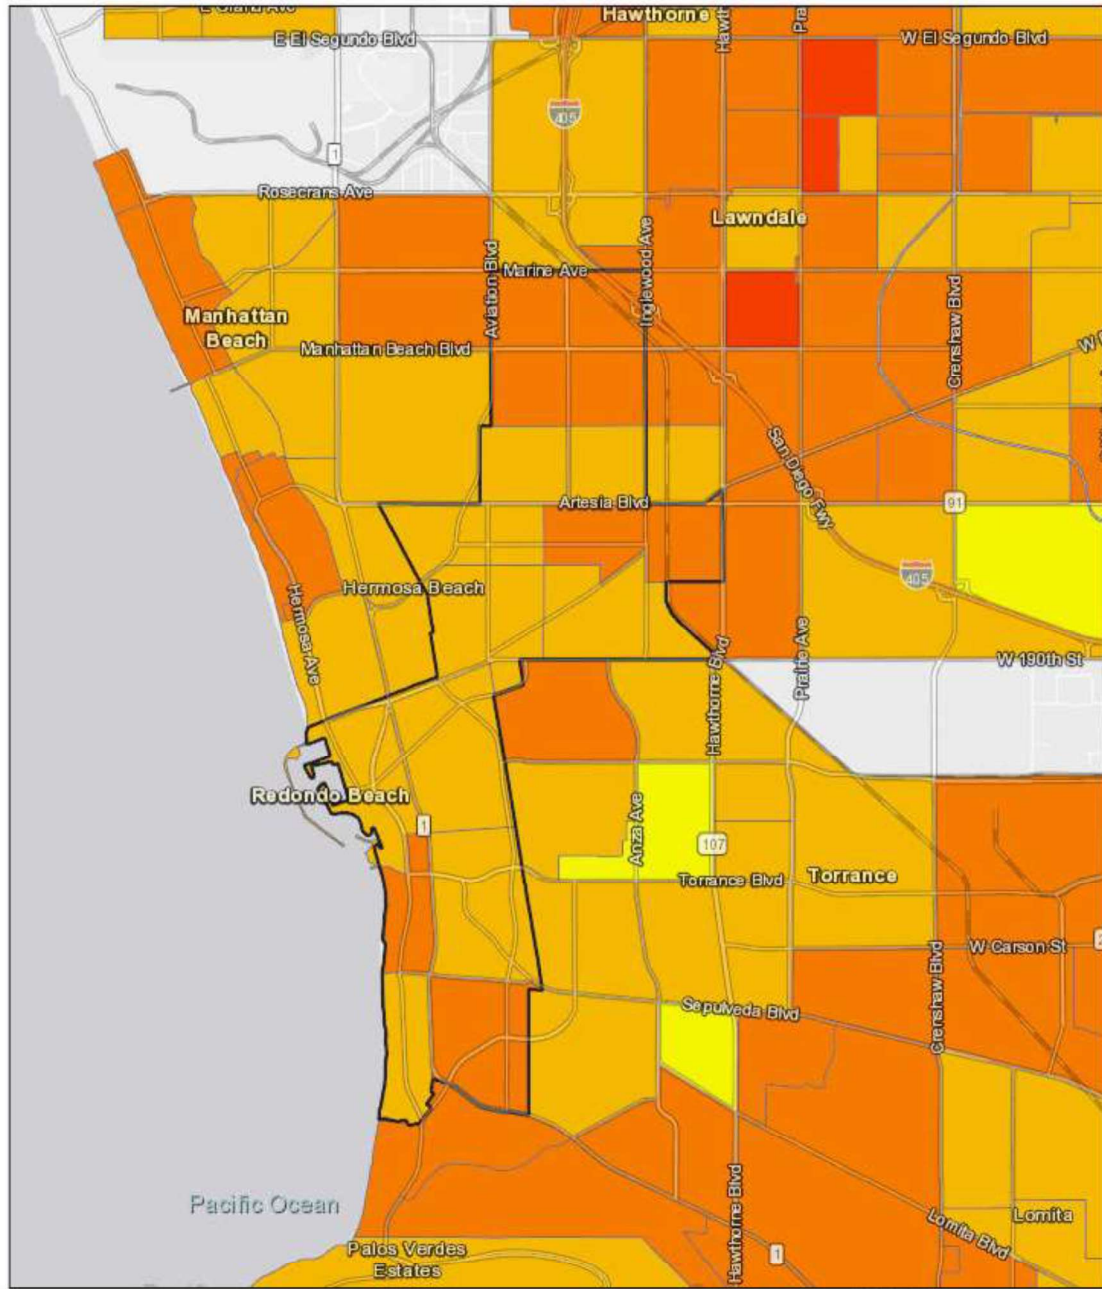 E Grand Ave
Hawthorne
E El Segundo Blvd
W El Segundo Blvd
405
1
Rosecrans Ave
Lawndale
Inglewood Ave
Aviation Blvd
Marine Ave
Manhattan
Beach
Manhattan Beach Blvd
Crenshaw Blvd
San Diego Fwy
Artesia Blvd
91
405
Hermosa Beach
Hermosa Ave
W 190th St
Hawthorne Blvd
Prairie Ave
Redondo Beach
1
Anza Ave
107
Torrance Blvd
Torrance
W Carson St
Crenshaw Blvd
Sepulveda Blvd
Pacific Ocean
Hawthorne Blvd
Lomita
Lomita Blvd
Palos Verdes
Estates
1